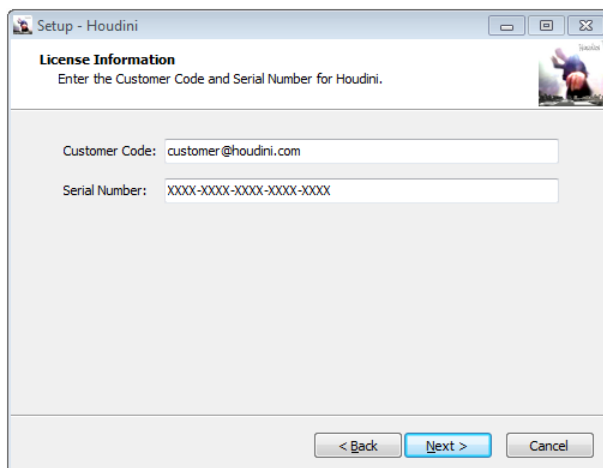 Setup - Houdini
License Information
Enter the Customer Code and Serial Number for Houdini.
Houdini
Customer Code: customer@houdini.com
Serial Number: XXXX-XXXX-XXXX-XXXX-XXXX
< Back Next > Cancel